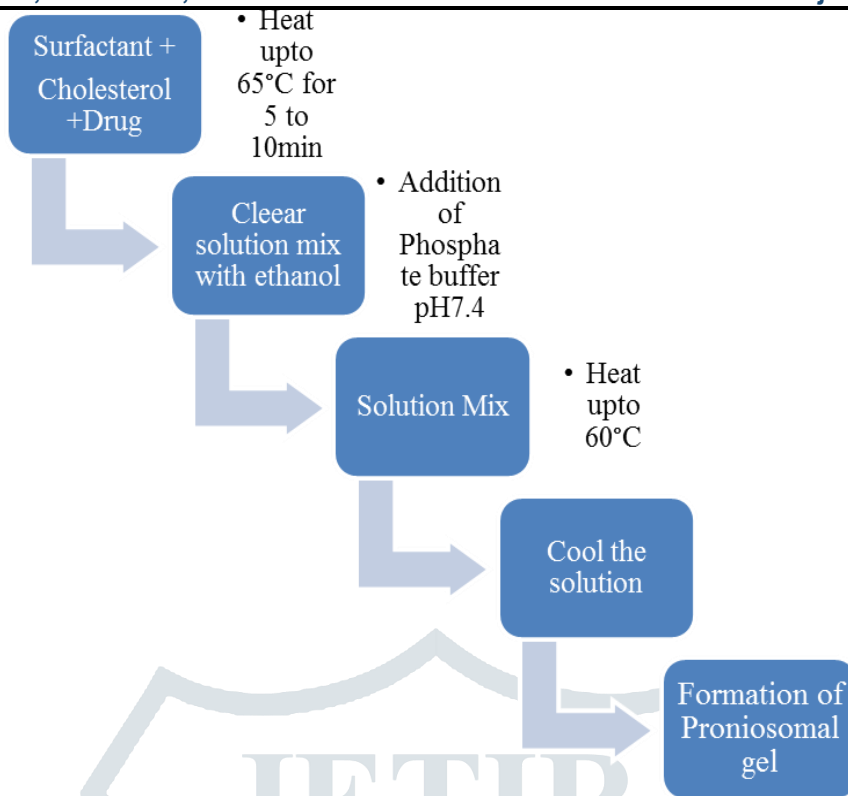 Surfactant +
Cholesterol
+Drug
• Heat
upto
65°C for
5 to
10min
Cleear
solution mix
with ethanol
• Addition
of
Phospha
te buffer
pH7.4
Solution Mix
• Heat
upto
60°C
Cool the
solution
Formation of
Proniosomal
gel
JETIR